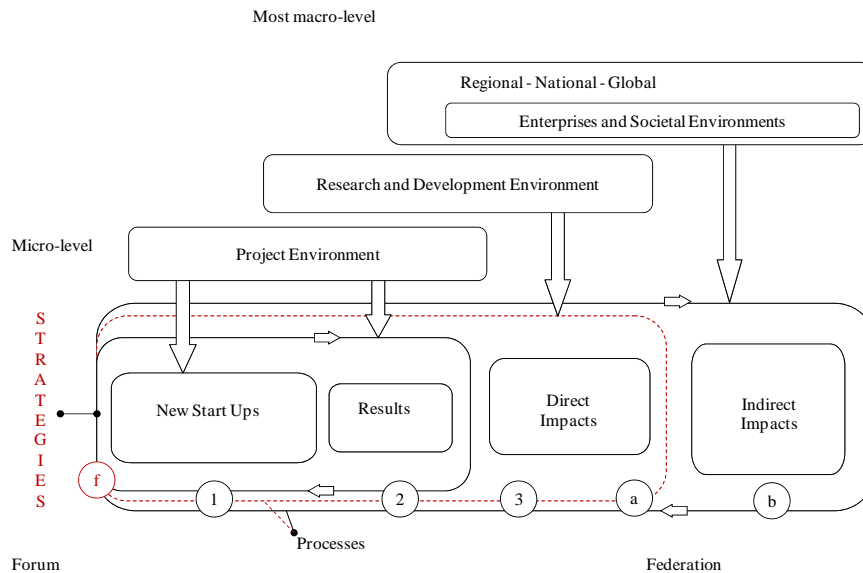 Most macro-level
Regional - National - Global
Enterprises and Societal Environments
Research and Development Environment
Micro-level
Project Environment
STRATEGIES
New Start Ups
Results
Direct
Impacts
Indirect
Impacts
f
1
2
3
a
b
Processes
Forum
Federation